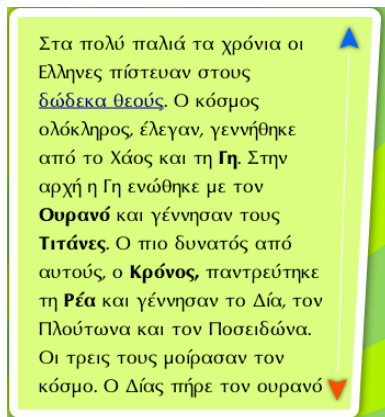 Στα πολύ παλιά τα χρόνια οι
Ελληνες πίστευαν στους
δώδεκα θεούς. Ο κόσμος
ολόκληρος, έλεγαν, γεννήθηκε
από το Χάος και τη Γη. Στην
αρχή η Γη ενώθηκε με τον
Ουρανό και γέννησαν τους
Τιτάνες. Ο πιο δυνατός από
αυτούς, ο Κρόνος, παντρεύτηκε
τη Ρέα και γέννησαν το Δία, τον
Πλούτωνα και τον Ποσειδώνα.
Οι τρεις τους μοίρασαν τον
κόσμο. Ο Δίας πήρε τον ουρανό